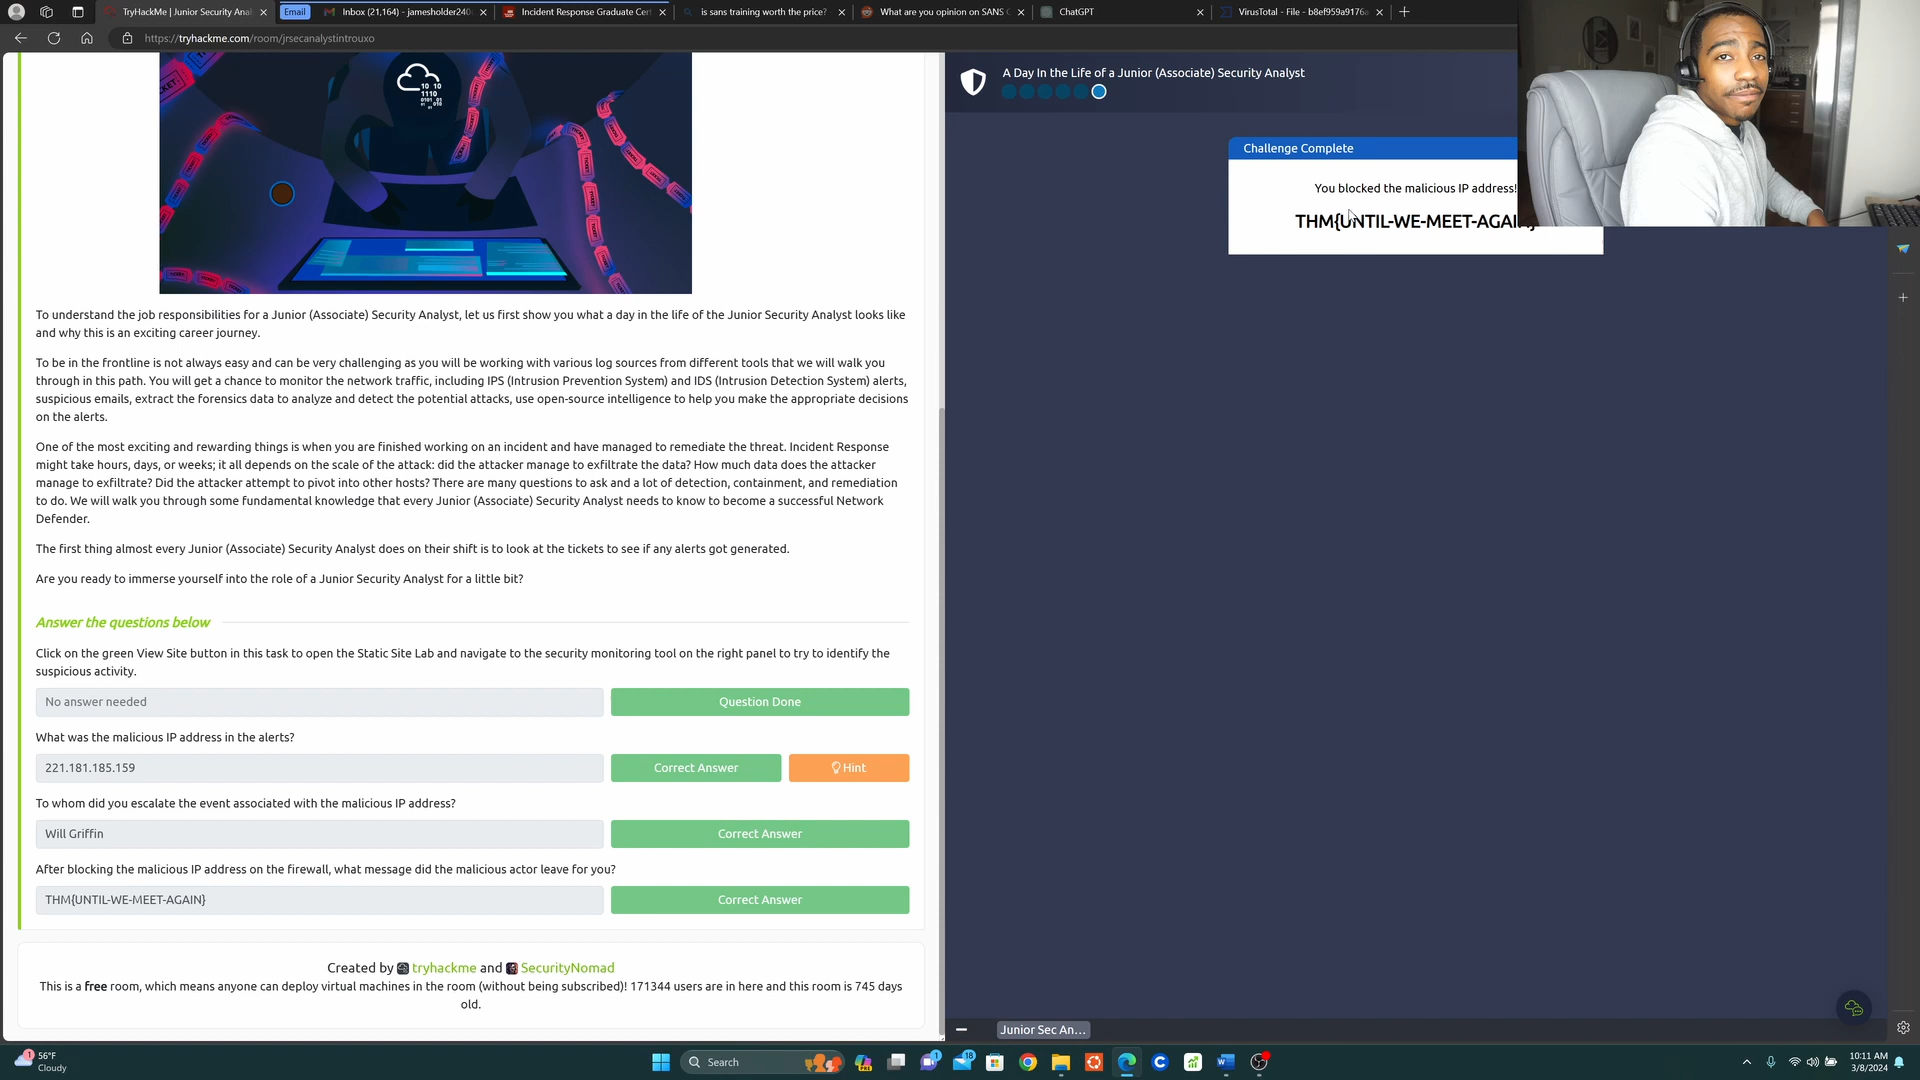 TryHackMe | Junior Security Anal
Email
Inbox (21,164) - jamesholder240
Incident Response Graduate Cert
is sans training worth the price?
What are you opinion on SANS C
ChatGPT
VirusTotal - File - b8ef959a9176a
https://tryhackme.com/room/jrsecanalystintrouxo
TICKET
10 10
1110
0101 01
A Day In the Life of a Junior (Associate) Security Analyst
Challenge Complete
You blocked the malicious IP address!
THM{UNTIL-WE-MEET-AGAIN}
To understand the job responsibilities for a Junior (Associate) Security Analyst, let us first show you what a day in the life of the Junior Security Analyst looks like
and why this is an exciting career journey.
To be in the frontline is not always easy and can be very challenging as you will be working with various log sources from different tools that we will walk you
through in this path. You will get a chance to monitor the network traffic, including IPS (Intrusion Prevention System) and IDS (Intrusion Detection System) alerts,
suspicious emails, extract the forensics data to analyze and detect the potential attacks, use open-source intelligence to help you make the appropriate decisions
on the alerts.
One of the most exciting and rewarding things is when you are finished working on an incident and have managed to remediate the threat. Incident Response
might take hours, days, or weeks; it all depends on the scale of the attack: did the attacker manage to exfiltrate the data? How much data does the attacker
manage to exfiltrate? Did the attacker attempt to pivot into other hosts? There are many questions to ask and a lot of detection, containment, and remediation
to do. We will walk you through some fundamental knowledge that every Junior (Associate) Security Analyst needs to know to become a successful Network
Defender.
The first thing almost every Junior (Associate) Security Analyst does on their shift is to look at the tickets to see if any alerts got generated.
Are you ready to immerse yourself into the role of a Junior Security Analyst for a little bit?
Answer the questions below
Click on the green View Site button in this task to open the Static Site Lab and navigate to the security monitoring tool on the right panel to try to identify the
suspicious activity.
No answer needed
Question Done
What was the malicious IP address in the alerts?
221.181.185.159
Correct Answer
Hint
To whom did you escalate the event associated with the malicious IP address?
Will Griffin
Correct Answer
After blocking the malicious IP address on the firewall, what message did the malicious actor leave for you?
THM{UNTIL-WE-MEET-AGAIN}
Correct Answer
Created by tryhackme and SecurityNomad
This is a free room, which means anyone can deploy virtual machines in the room (without being subscribed)! 171344 users are in here and this room is 745 days
old.
Junior Sec An...
1
56°F
Cloudy
Search
1
18
10:11 AM
3/8/2024